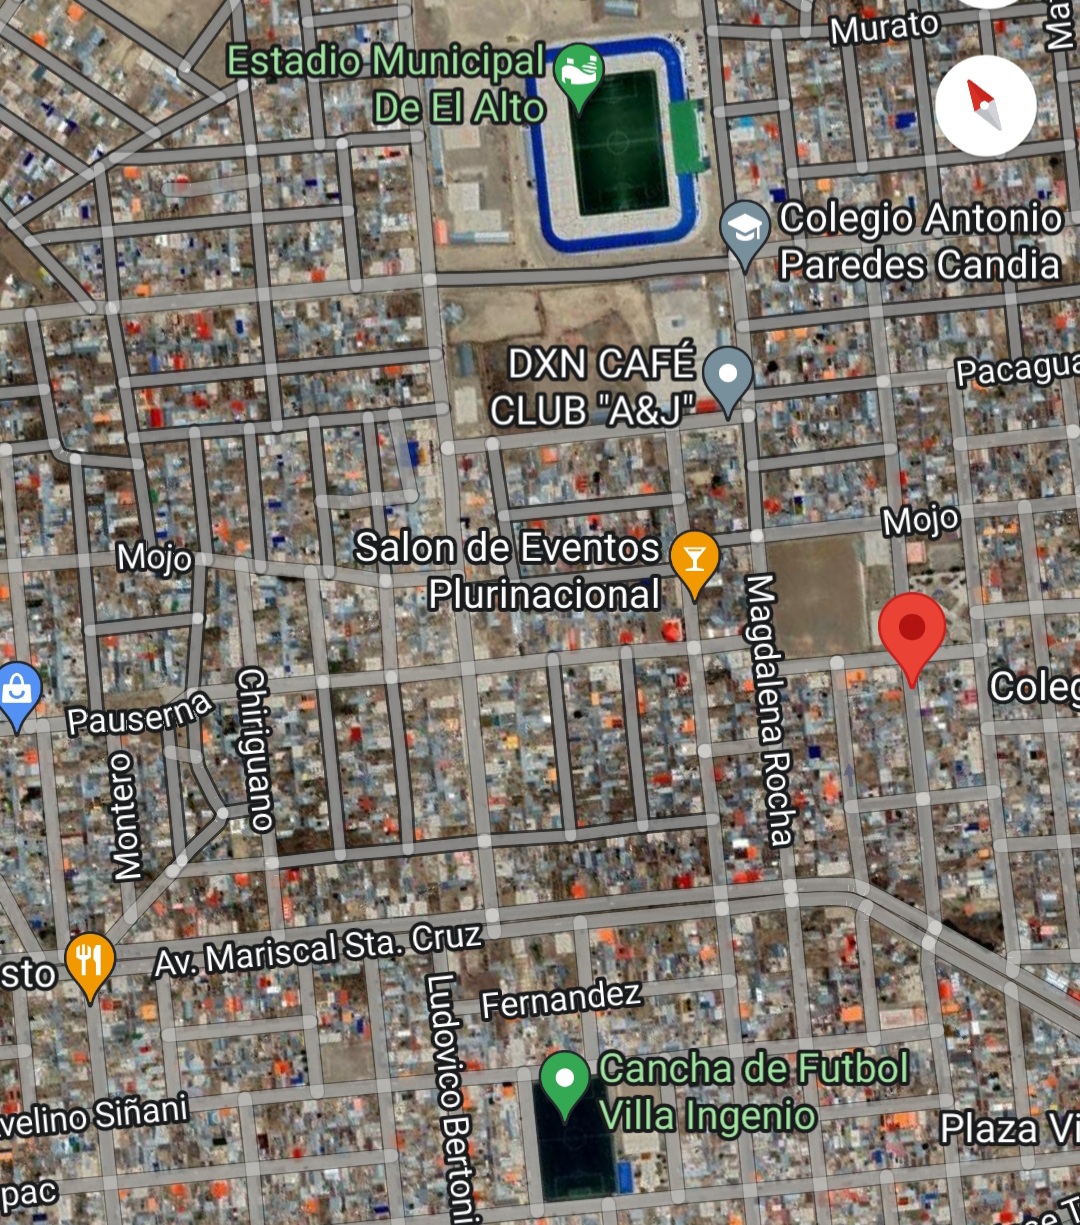 Murato
Ma
Estadio Municipal
De El Alto
Colegio Antonio
Paredes Candia
DXN CAFÉ
CLUB "A&J"
Pacagua
Mojo
Salon de Eventos
Plurinacional
Mojo
Magdalena Rocha
Coleg
Pauserna
Chiriguano
Montero
Av. Mariscal Sta. Cruz
sto
Ludovico Bertoni
Fernandez
Cancha de Futbol
Villa Ingenio
velino Siñani
Plaza Vi
pac
e T